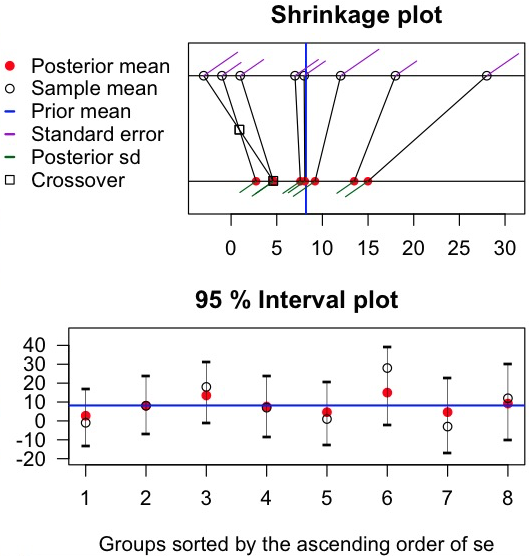 Shrinkage plot
Posterior mean
Sample mean
Prior mean
Standard error
Posterior sd
Crossover
0 5 10 15 20 25 30
95 % Interval plot
40
30
20
10
0
-10
-20
1 2 3 4 5 6 7 8
Groups sorted by the ascending order of se